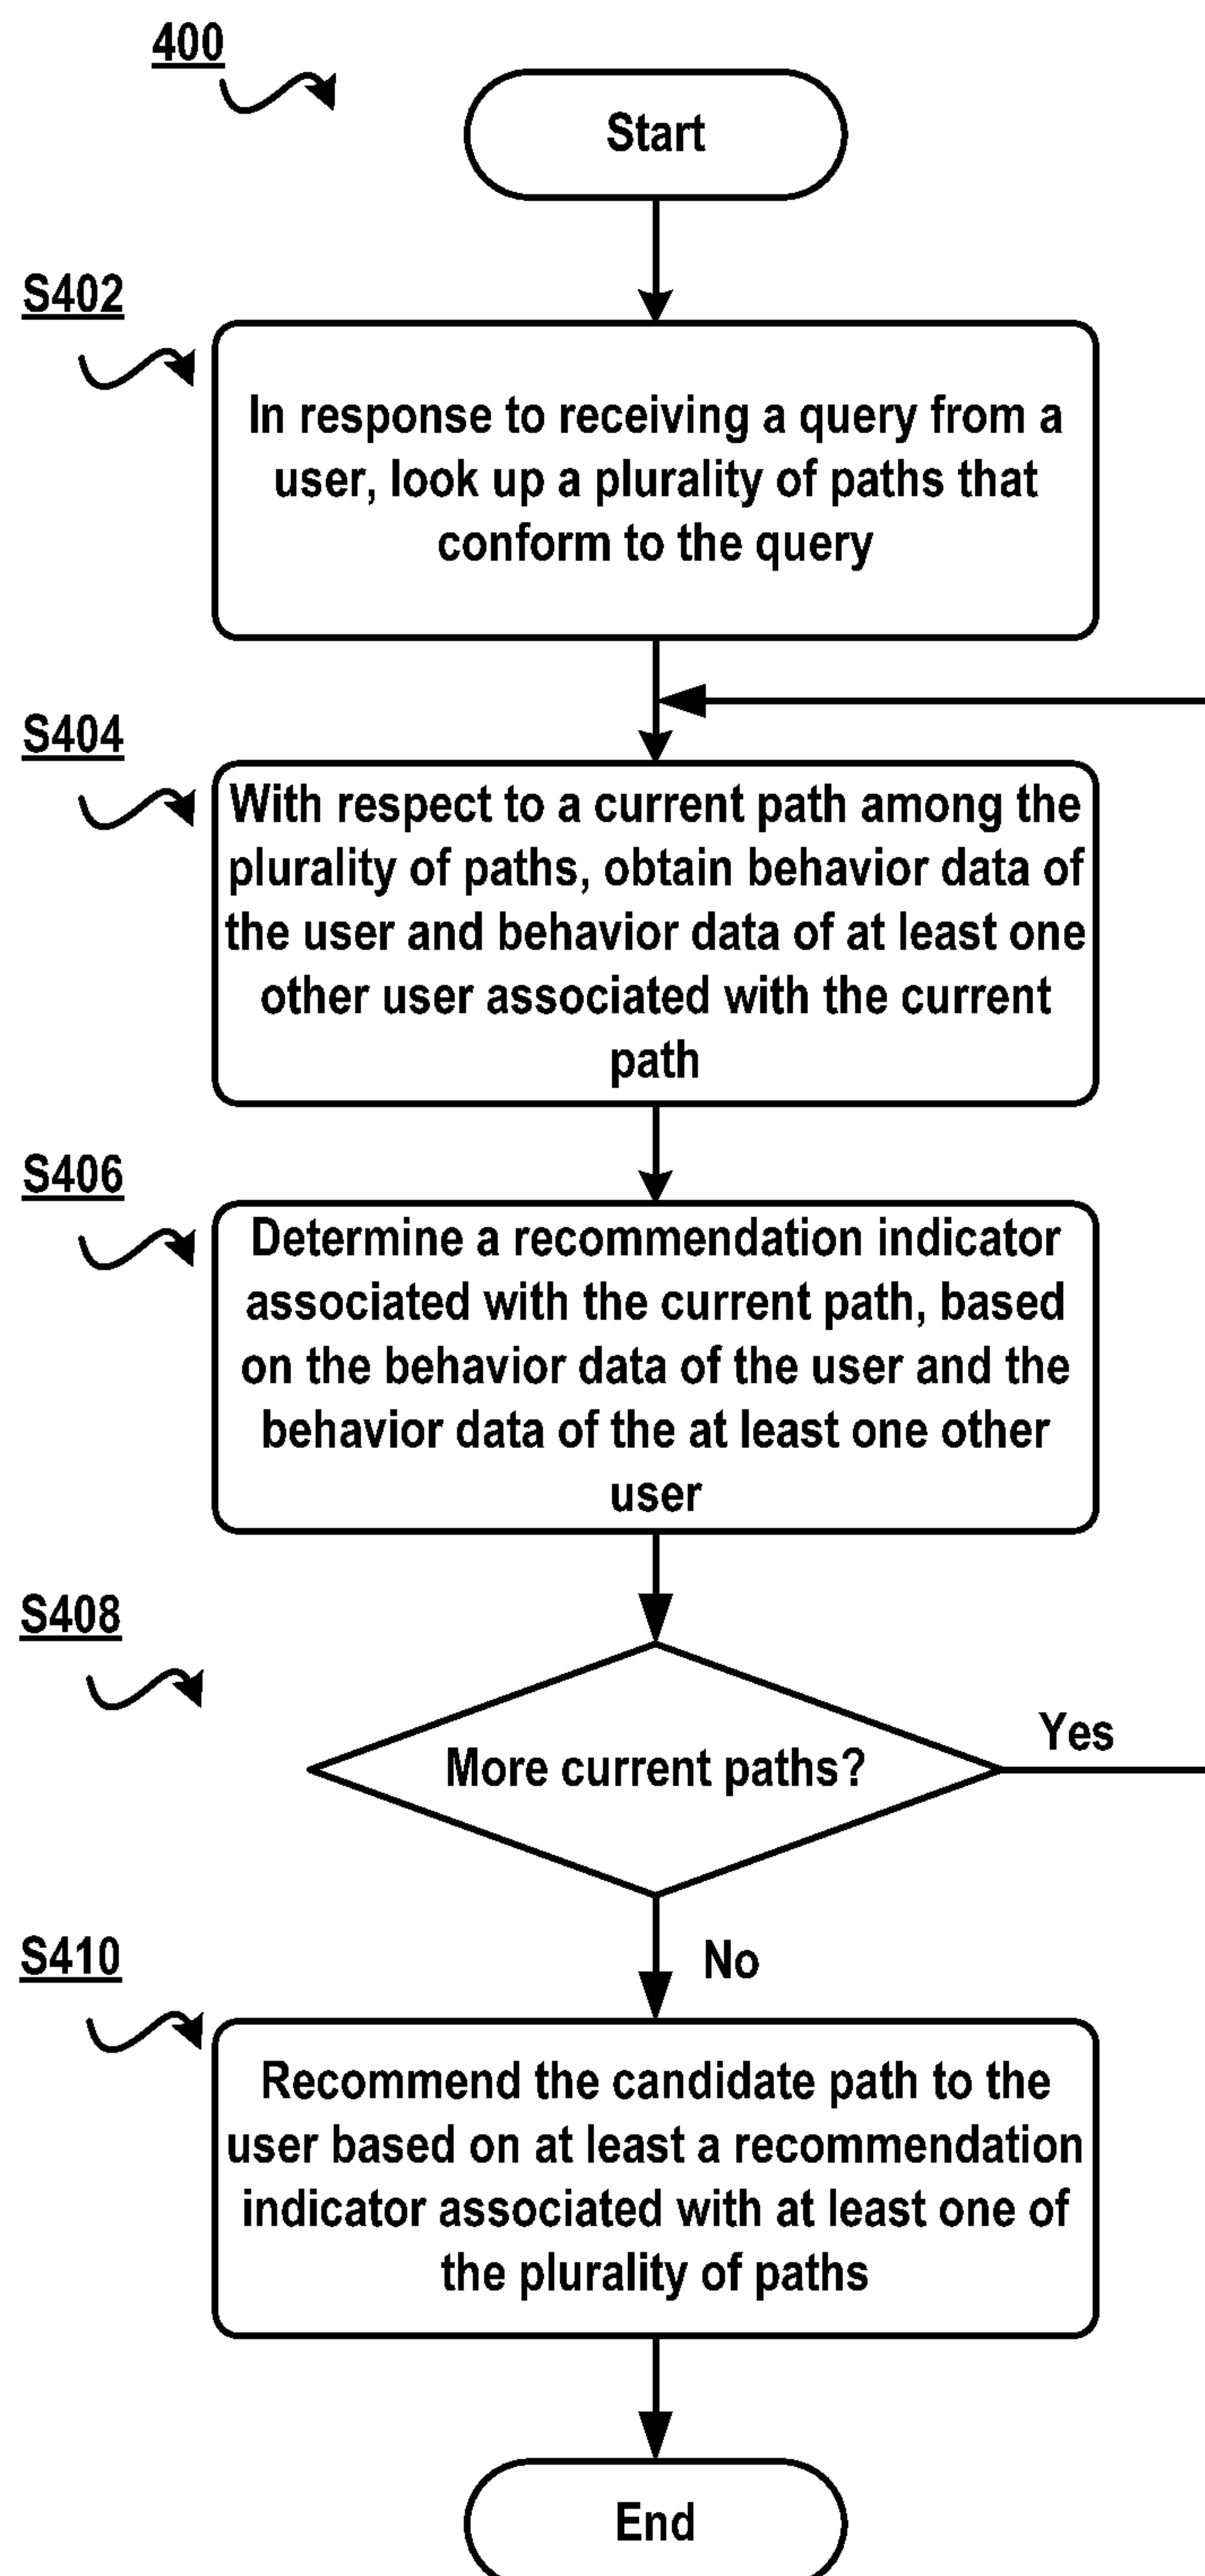 400
Start
S402
In response to receiving a query from a
user, look up a plurality of paths that
conform to the query
S404
With respect to a current path among the
plurality of paths, obtain behavior data of
the user and behavior data of at least one
other user associated with the current
path
S406
Determine a recommendation indicator
associated with the current path, based
on the behavior data of the user and the
behavior data of the at least one other
user
S408
More current paths?
Yes
No
S410
Recommend the candidate path to the
user based on at least a recommendation
indicator associated with at least one of
the plurality of paths
End